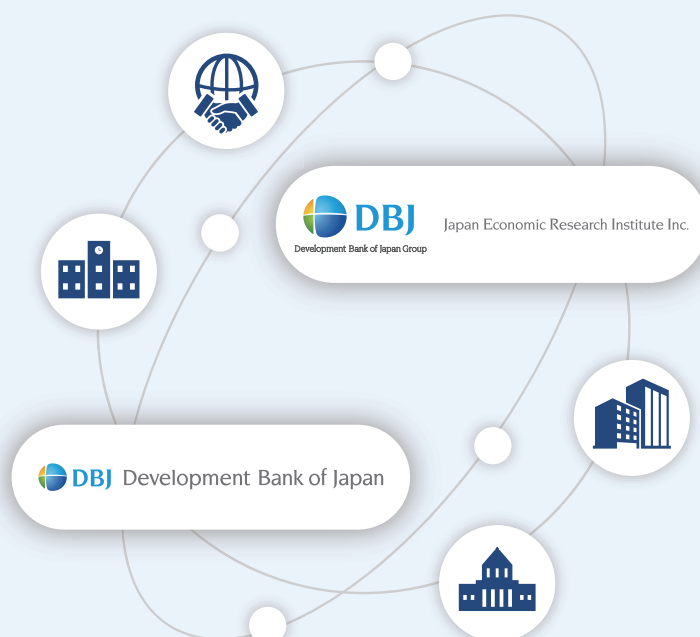 DBJ
Development Bank of Japan Group
Japan Economic Research Institute Inc.
DBJ Development Bank of Japan